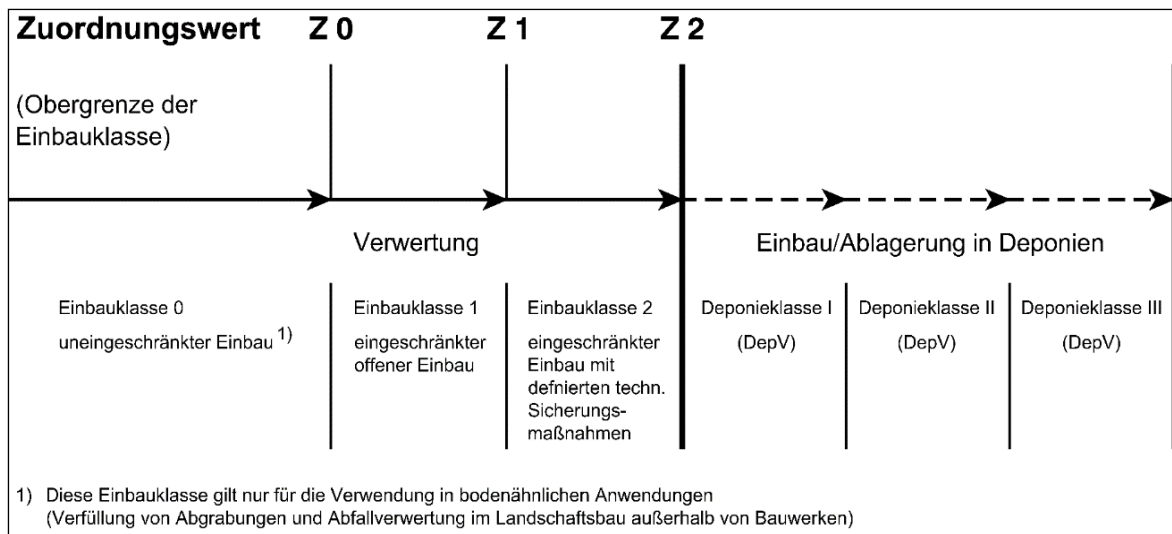 Zuordnungswert Z 0 Z 1 Z 2
(Obergrenze der
Einbauklasse)
Verwertung Einbau/Ablagerung in Deponien
Einbauklasse 0
uneingeschränkter Einbau 1)
Einbauklasse 1
eingeschränkter
offener Einbau
Einbauklasse 2
eingeschränkter
Einbau mit
defnierten techn.
Sicherungs-
maßnahmen
Deponieklasse I
(DepV)
Deponieklasse II
(DepV)
Deponieklasse III
(DepV)
1) Diese Einbauklasse gilt nur für die Verwendung in bodenähnlichen Anwendungen
(Verfüllung von Abgrabungen und Abfallverwertung im Landschaftsbau außerhalb von Bauwerken)